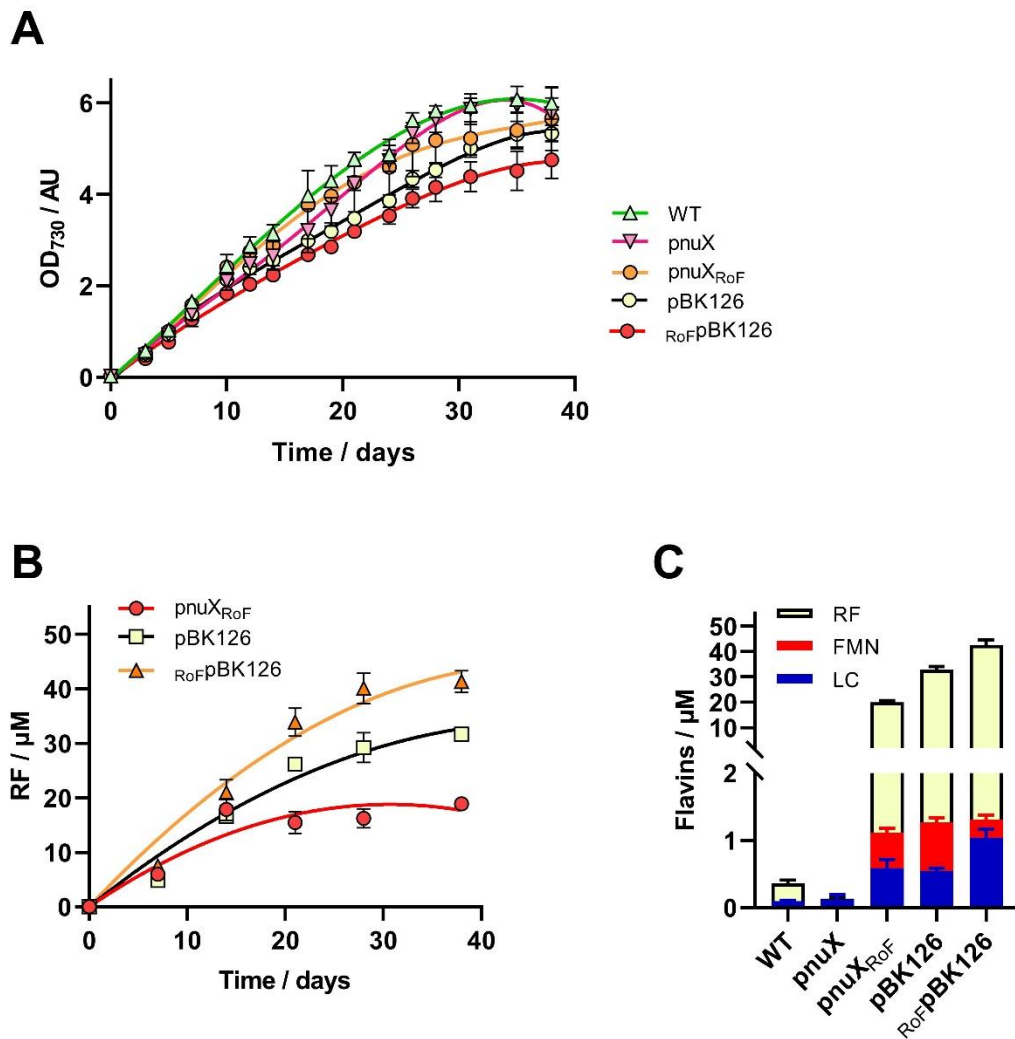 A
OD730 / AU
6
4
2
0
0 10 20 30 40
Time / days
WT
pnuX
pnuXRoF
pBK126
RoFpBK126
B
RF / µM
50
40
30
20
10
0
0 10 20 30 40
Time / days
pnuXRoF
pBK126
RoFpBK126
C
Flavins / µM
50
40
30
20
10
2
1
0
RF
FMN
LC
WT
pnuX
pnuXRoF
pBK126
RoFpBK126